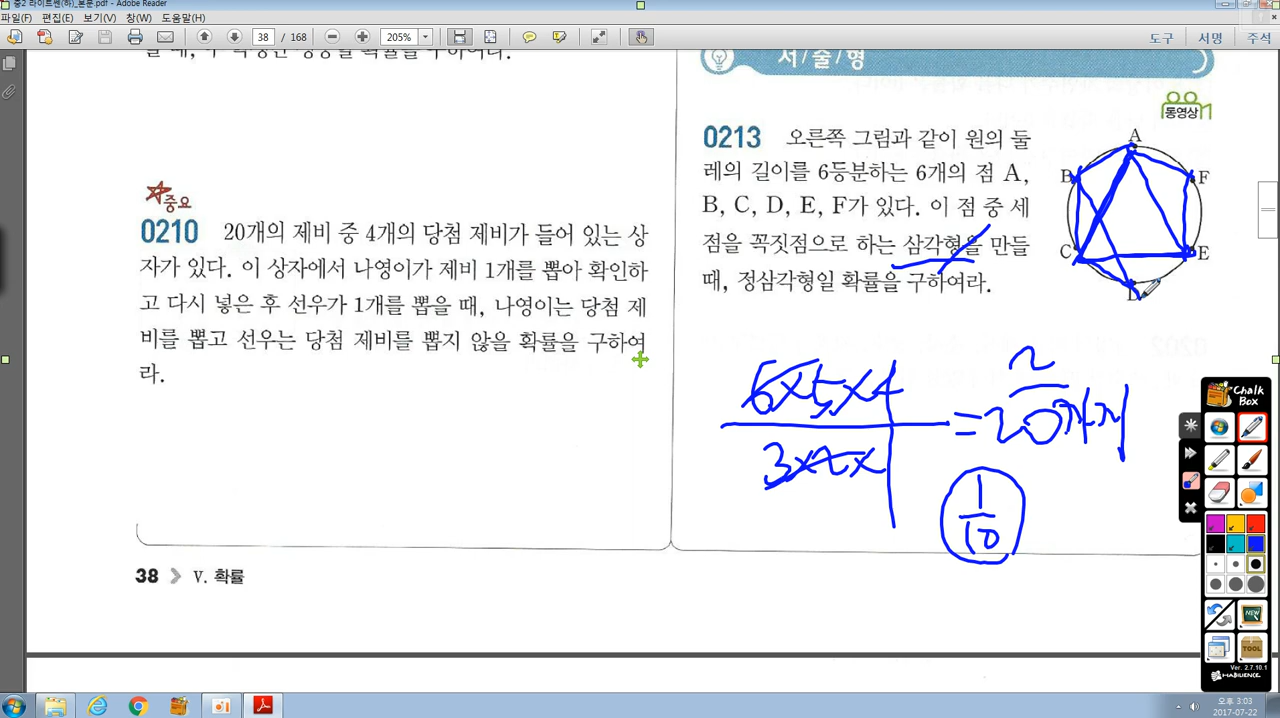 중2 라이트쎈(하)_본문.pdf - Adobe Reader
파일(F) 편집(E) 보기(V) 창(W) 도움말(H)
38 / 168 205% 도구 서명 주석
서/술/형
동영상
중요
0210 20개의 제비 중 4개의 당첨 제비가 들어 있는 상
자가 있다. 이 상자에서 나영이가 제비 1개를 뽑아 확인하
고 다시 넣은 후 선우가 1개를 뽑을 때, 나영이는 당첨 제
비를 뽑고 선우는 당첨 제비를 뽑지 않을 확률을 구하여
라.
38 V. 확률
0213 오른쪽 그림과 같이 원의 둘
레의 길이를 6등분하는 6개의 점 A,
B, C, D, E, F가 있다. 이 점 중 세
점을 꼭짓점으로 하는 삼각형을 만들
때, 정삼각형일 확률을 구하여라.
A
B F
C E
D
6x5x4
3x2x
= 2
20가지
1
10
Chalk
Box
NEW
TOOL
Ver. 2.7.10.1
HABILIENCE
오후 3:03
2017-07-22